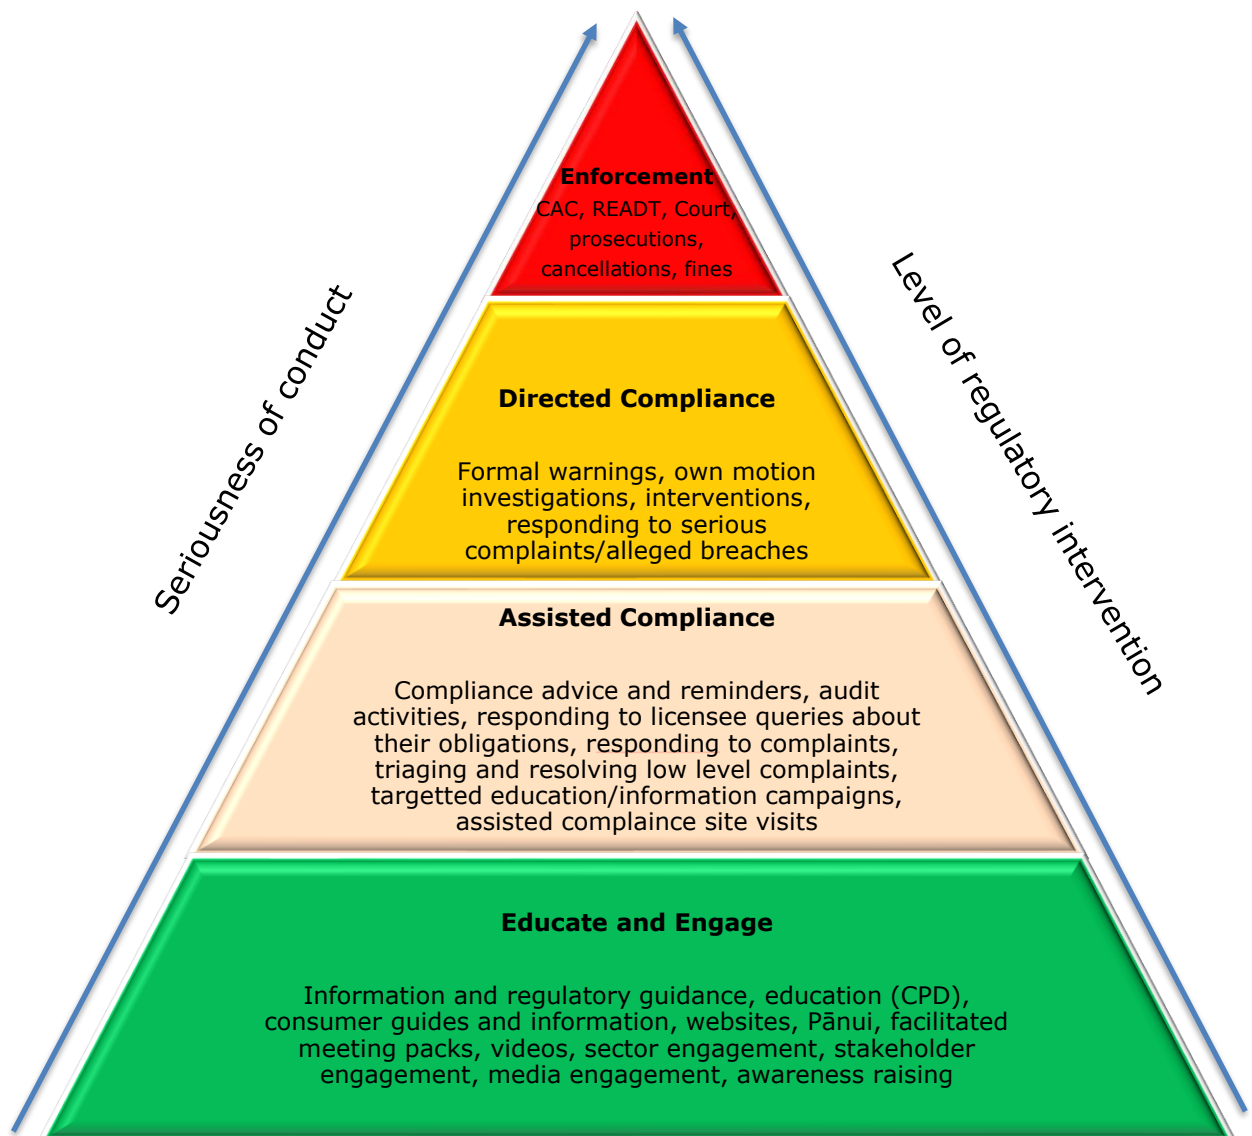 Enforcement
CAC, READT, Court,
prosecutions,
cancellations, fines
Seriousness of conduct
Level of regulatory intervention
Directed Compliance
Formal warnings, own motion
investigations, interventions,
responding to serious
complaints/alleged breaches
Assisted Compliance
Compliance advice and reminders, audit
activities, responding to licensee queries about
their obligations, responding to complaints,
triaging and resolving low level complaints,
targetted education/information campaigns,
assisted complaince site visits
Educate and Engage
Information and regulatory guidance, education (CPD),
consumer guides and information, websites, Pānui, facilitated
meeting packs, videos, sector engagement, stakeholder
engagement, media engagement, awareness raising